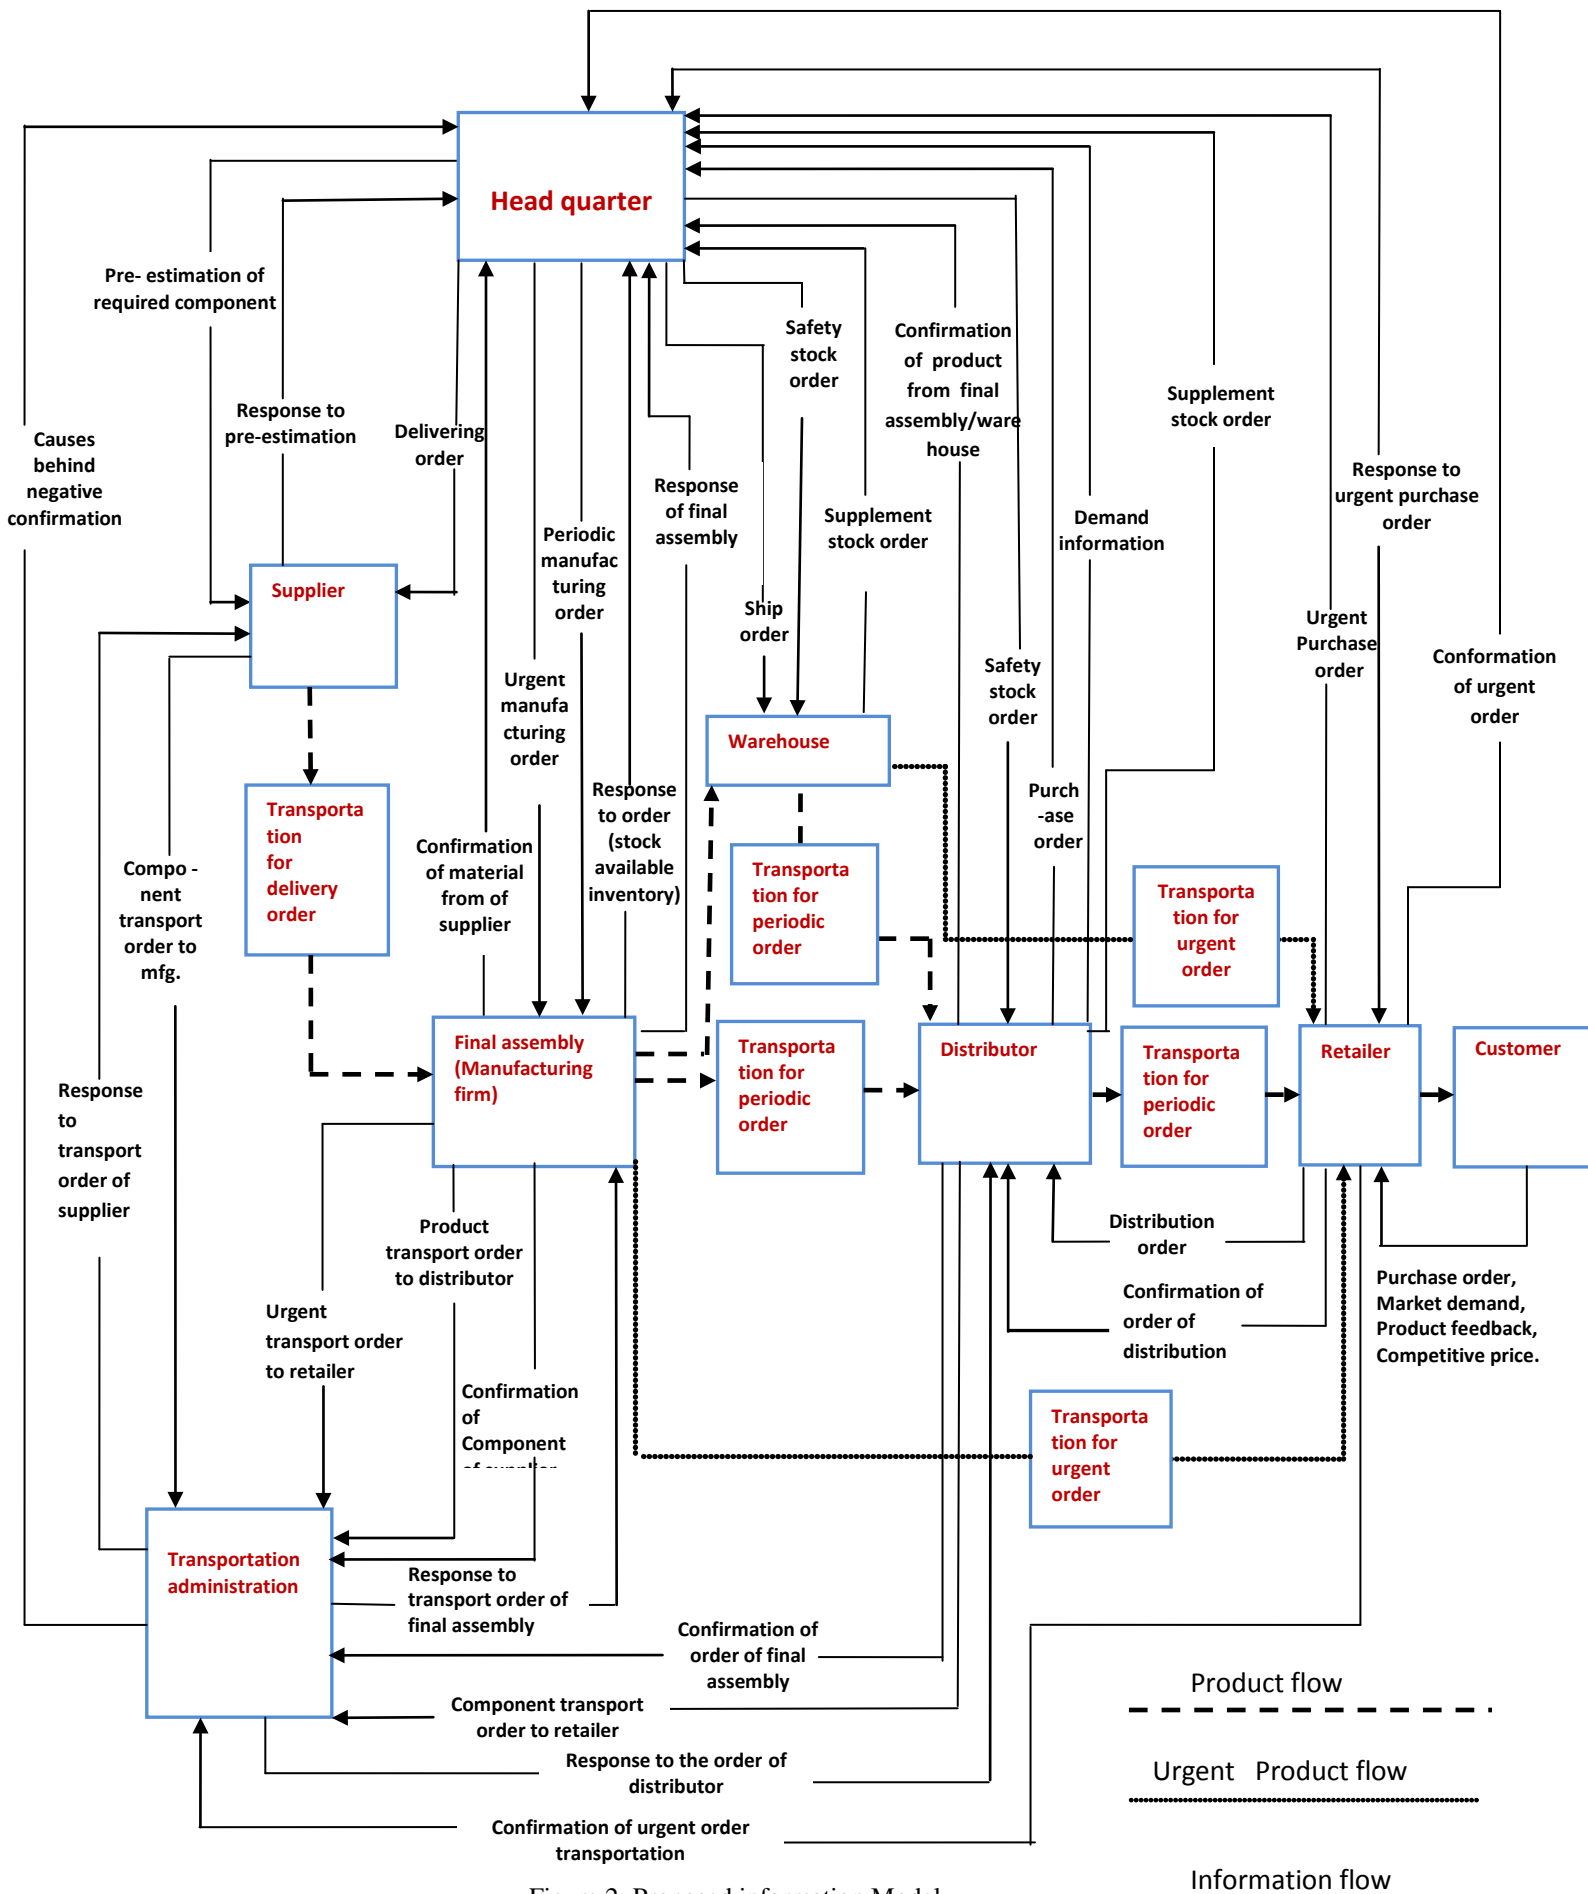 Head quarter
Pre- estimation of
required component
Safety
stock
order
Confirmation
of product
from final
assembly/ware
house
Supplement
stock order
Response to
pre-estimation
Delivering
order
Causes
behind
negative
confirmation
Response
of final
assembly
Supplement
stock order
Demand
information
Response to
urgent purchase
order
Periodic
manufac
turing
order
Supplier
Ship
order
Urgent
Purchase
order
Safety
stock
order
Conformation
of urgent
order
Urgent
manufa
cturing
order
Warehouse
Transporta
tion
for
delivery
order
Response
to order
(stock
available
inventory)
Purch
-ase
order
Confirmation
of material
from of
supplier
Compo -
nent
transport
order to
mfg.
Transporta
tion for
periodic
order
Transporta
tion for
urgent
order
Final assembly
(Manufacturing
firm)
Transporta
tion for
periodic
order
Distributor
Transporta
tion for
periodic
order
Retailer
Customer
Response
to
transport
order of
supplier
Product
transport order
to distributor
Distribution
order
Urgent
transport order
to retailer
Confirmation of
order of
distribution
Purchase order,
Market demand,
Product feedback,
Competitive price.
Confirmation
of
Component
of supplier
Transporta
tion for
urgent
order
Transportation
administration
Response to
transport order of
final assembly
Confirmation of
order of final
assembly
Component transport
order to retailer
Response to the order of
distributor
Confirmation of urgent order
transportation
Product flow
Urgent Product flow
Information flow
Figure 2: Proposed information Model